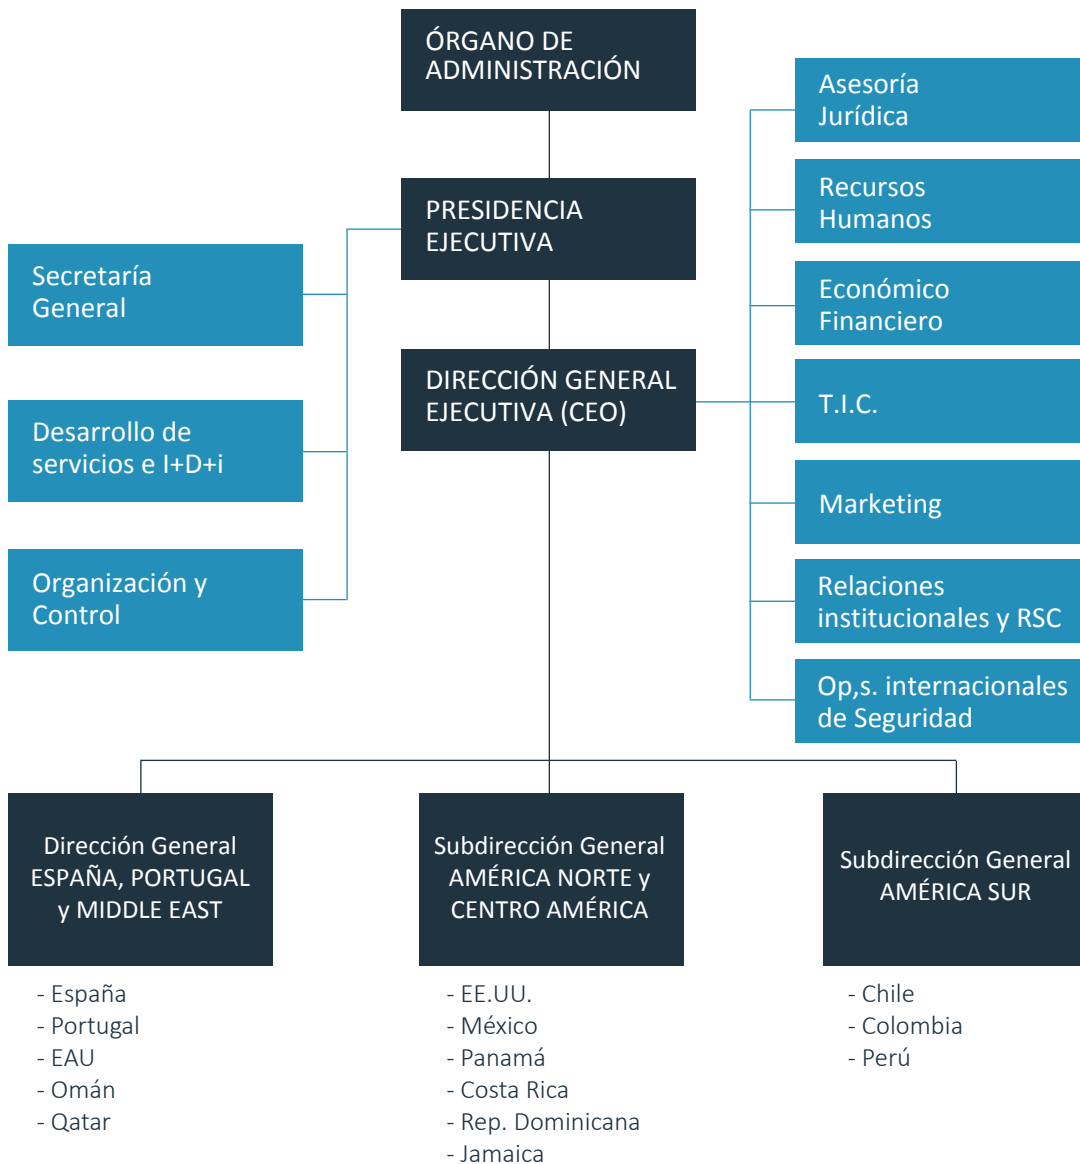 ÓRGANO DE
ADMINISTRACIÓN
PRESIDENCIA
EJECUTIVA
DIRECCIÓN GENERAL
EJECUTIVA (CEO)
Secretaría
General
Desarrollo de
servicios e I+D+i
Organización y
Control
Asesoría
Jurídica
Recursos
Humanos
Económico
Financiero
T.I.C.
Marketing
Relaciones
institucionales y RSC
Op,s. internacionales
de Seguridad
Dirección General
ESPAÑA, PORTUGAL
y MIDDLE EAST
- España
- Portugal
- EAU
- Omán
- Qatar
Subdirección General
AMÉRICA NORTE y
CENTRO AMÉRICA
- EE.UU.
- México
- Panamá
- Costa Rica
- Rep. Dominicana
- Jamaica
Subdirección General
AMÉRICA SUR
- Chile
- Colombia
- Perú